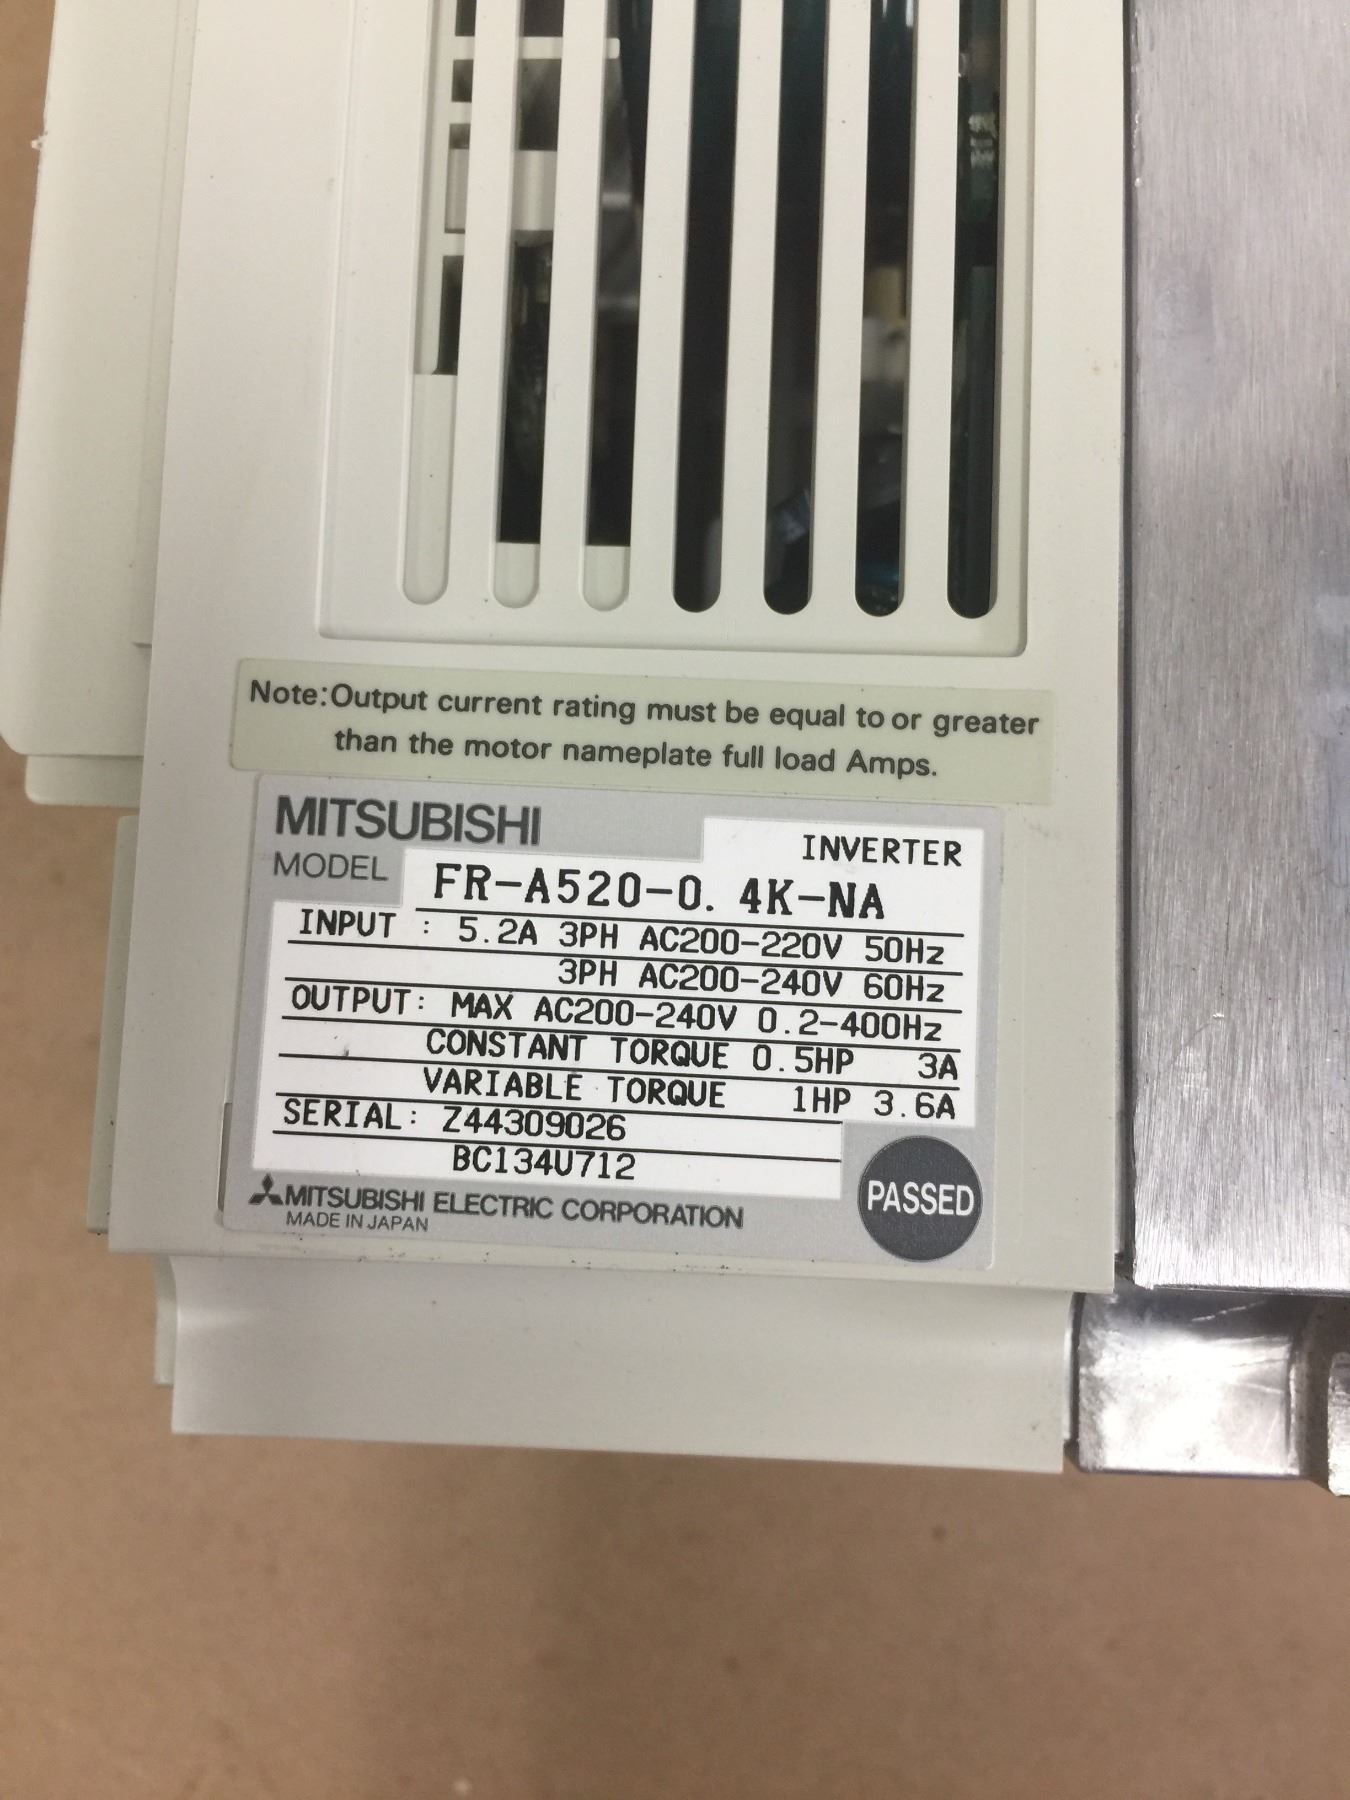 Note:Output current rating must be equal to or greater
than the motor nameplate full load Amps.
MITSUBISHI
INVERTER
MODEL FR-A520-0.4K-NA
INPUT : 5.2A 3PH AC200-220V 50Hz
3PH AC200-240V 60Hz
OUTPUT: MAX AC200-240V 0.2-400Hz
CONSTANT TORQUE 0.5HP 3A
VARIABLE TORQUE 1HP 3.6A
SERIAL: Z44309026
BC134U712
PASSED
MITSUBISHI ELECTRIC CORPORATION
MADE IN JAPAN